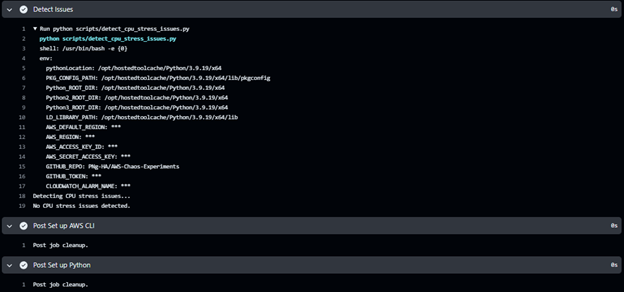 Detect Issues 0s
1 ▼ Run python scripts/detect_cpu_stress_issues.py
2 python scripts/detect_cpu_stress_issues.py
3 shell: /usr/bin/bash -e {0}
4 env:
5 pythonLocation: /opt/hostedtoolcache/Python/3.9.19/x64
6 PKG_CONFIG_PATH: /opt/hostedtoolcache/Python/3.9.19/x64/lib/pkgconfig
7 Python_ROOT_DIR: /opt/hostedtoolcache/Python/3.9.19/x64
8 Python2_ROOT_DIR: /opt/hostedtoolcache/Python/3.9.19/x64
9 Python3_ROOT_DIR: /opt/hostedtoolcache/Python/3.9.19/x64
10 LD_LIBRARY_PATH: /opt/hostedtoolcache/Python/3.9.19/x64/lib
11 AWS_DEFAULT_REGION: ***
12 AWS_REGION: ***
13 AWS_ACCESS_KEY_ID: ***
14 AWS_SECRET_ACCESS_KEY: ***
15 GITHUB_REPO: PNg-HA/AWS-Chaos-Experiments
16 GITHUB_TOKEN: ***
17 CLOUDWATCH_ALARM_NAME: ***
18 Detecting CPU stress issues...
19 No CPU stress issues detected.
Post Set up AWS CLI 0s
1 Post job cleanup.
Post Set up Python 0s
1 Post job cleanup.